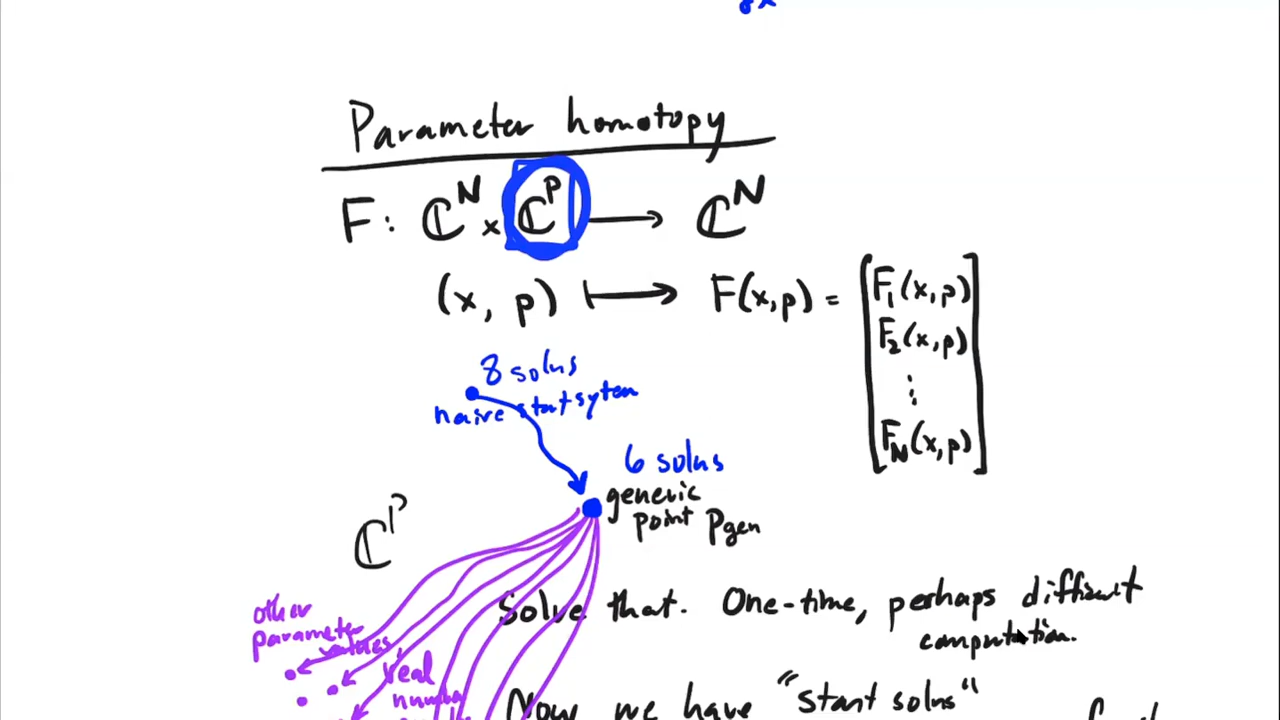 Parameter homotopy
F: ℂ^N × ℂ^P ⟶ ℂ^N
(x, p) ⟼ F(x,p) = [F₁(x,p)
F₂(x,p)
⋮
F_N(x,p)]
8 solns
naive start sytem
6 solns
generic
point Pgen
ℂ^P
Solve that. One-time, perhaps difficult
computation.
other
parameter
values,
real
Now we have "start solns"